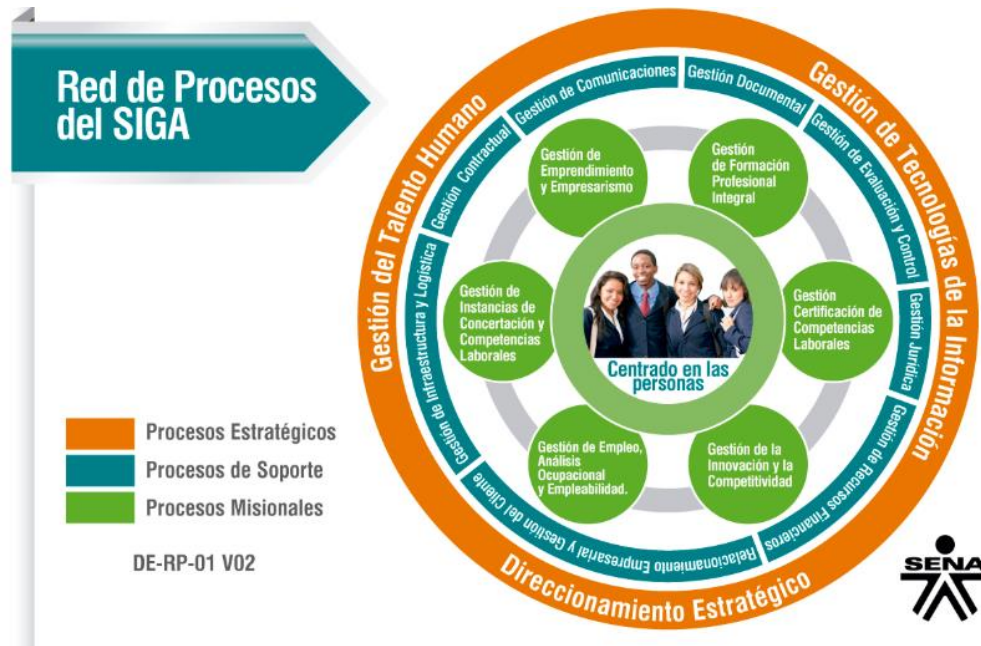 Red de Procesos
del SIGA
Gestión del Talento Humano
Gestión de Tecnologías de la Información
Direccionamiento Estratégico
Gestión de Infraestructura y Logística
Gestión Contractual
Gestión de Comunicaciones
Gestión Documental
Gestión de Evaluación y Control
Gestión Jurídica
Gestión de Recursos Financieros
Relacionamiento Empresarial y Gestión del Cliente
Gestión de
Emprendimiento
y Empresarismo
Gestión
de Formación
Profesional
Integral
Gestión de
Instancias de
Concertación y
Competencias
Laborales
Gestión
Certificación de
Competencias
Laborales
Centrado en las
personas
Gestión de Empleo,
Análisis
Ocupacional
y Empleabilidad.
Gestión de la
Innovación y la
Competitividad
Procesos Estratégicos
Procesos de Soporte
Procesos Misionales
DE-RP-01 V02
SENA